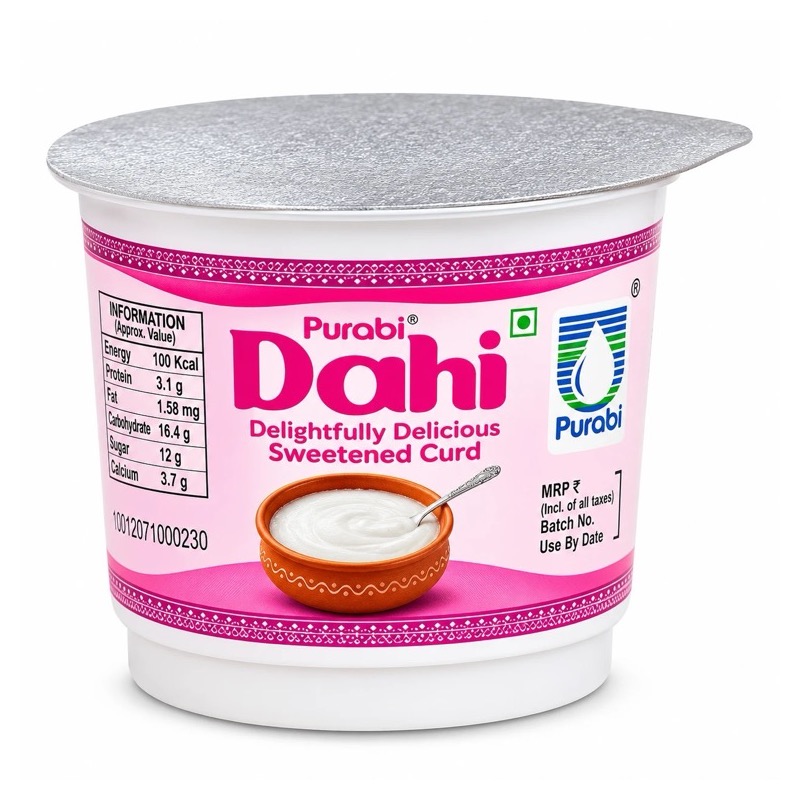 INFORMATION
(Approx. Value)
Energy 100 Kcal
Protein 3.1 g
Fat 1.58 mg
Carbohydrate 16.4 g
Sugar 12 g
Calcium 3.7 g
10012071000230
Purabi®
Dahi
Delightfully Delicious
Sweetened Curd
®
Purabi
MRP ₹
(Incl. of all taxes)
Batch No.
Use By Date